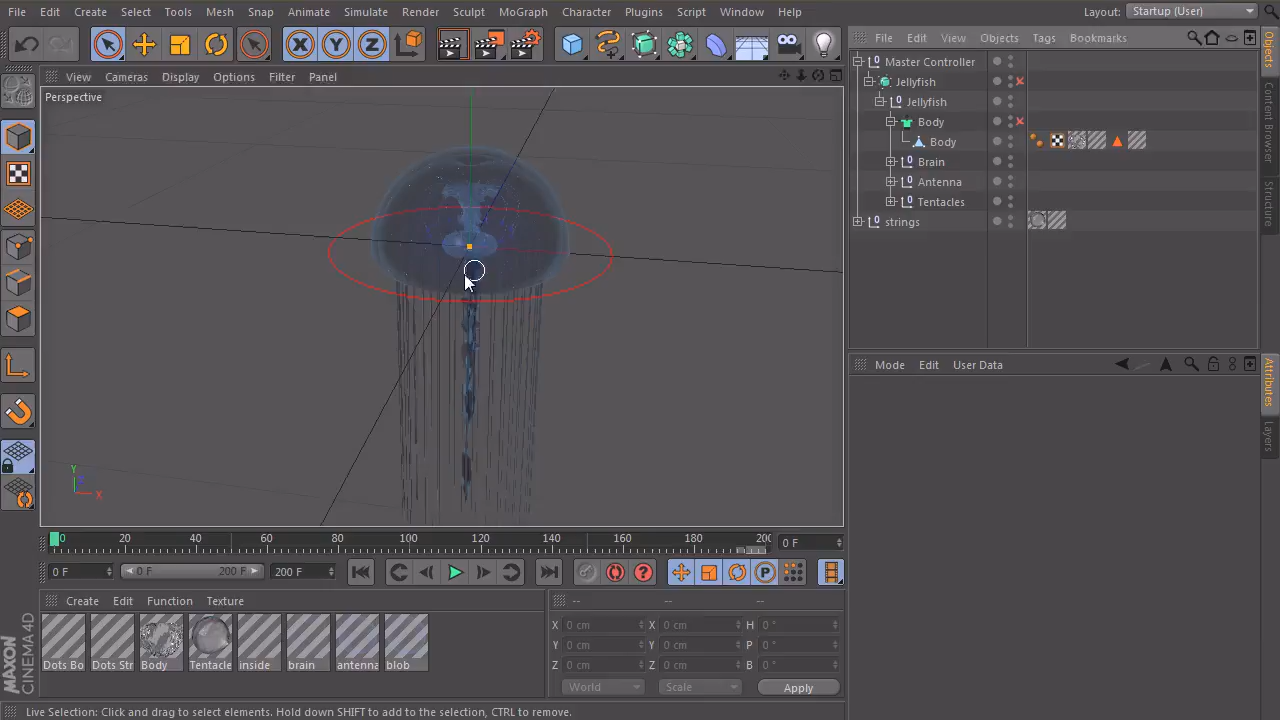 File Edit Create Select Tools Mesh Snap Animate Simulate Render Sculpt MoGraph Character Plugins Script Window Help Layout: Startup (User)
X Y Z
File Edit View Objects Tags Bookmarks
View Cameras Display Options Filter Panel
Perspective
Master Controller
Jellyfish
Jellyfish
Body
Body
Brain
Antenna
Tentacles
strings
Objects
Content Browser
Structure
Mode Edit User Data
Attributes
Layers
Y
X
0 20 40 60 80 100 120 140 160 180 200 0 F
0 F 0 F 200 F 200 F
P
Create Edit Function Texture
-- -- --
Dots Bo Dots Str Body Tentacle inside brain antenna blob
X 0 cm X 0 cm H 0 °
Y 0 cm Y 0 cm P 0 °
Z 0 cm Z 0 cm B 0 °
World Scale Apply
MAXON
CINEMA 4D
Live Selection: Click and drag to select elements. Hold down SHIFT to add to the selection, CTRL to remove.